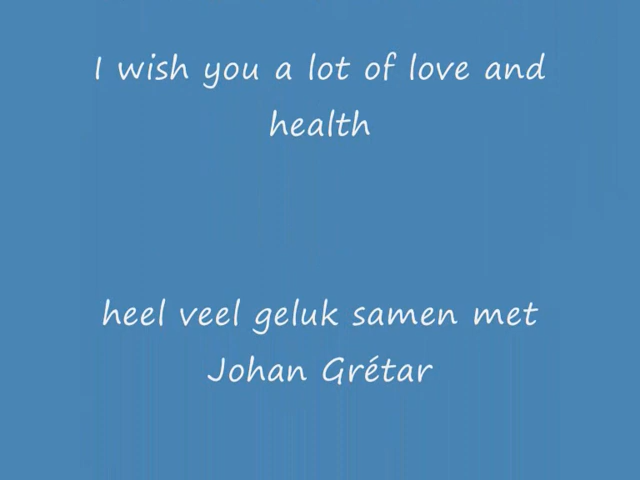 I wish you a lot of love and
health
heel veel geluk samen met
Johan Grétar